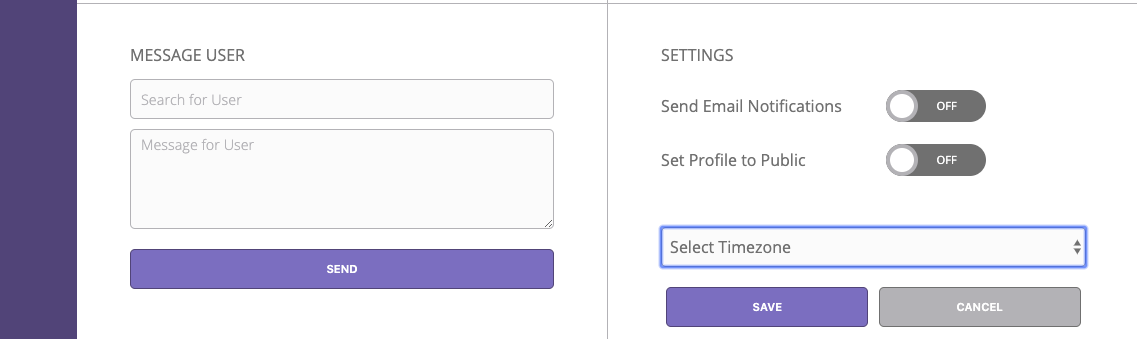 MESSAGE USER
Search for User
Message for User
SEND
SETTINGS
Send Email Notifications
OFF
Set Profile to Public
OFF
Select Timezone
SAVE
CANCEL